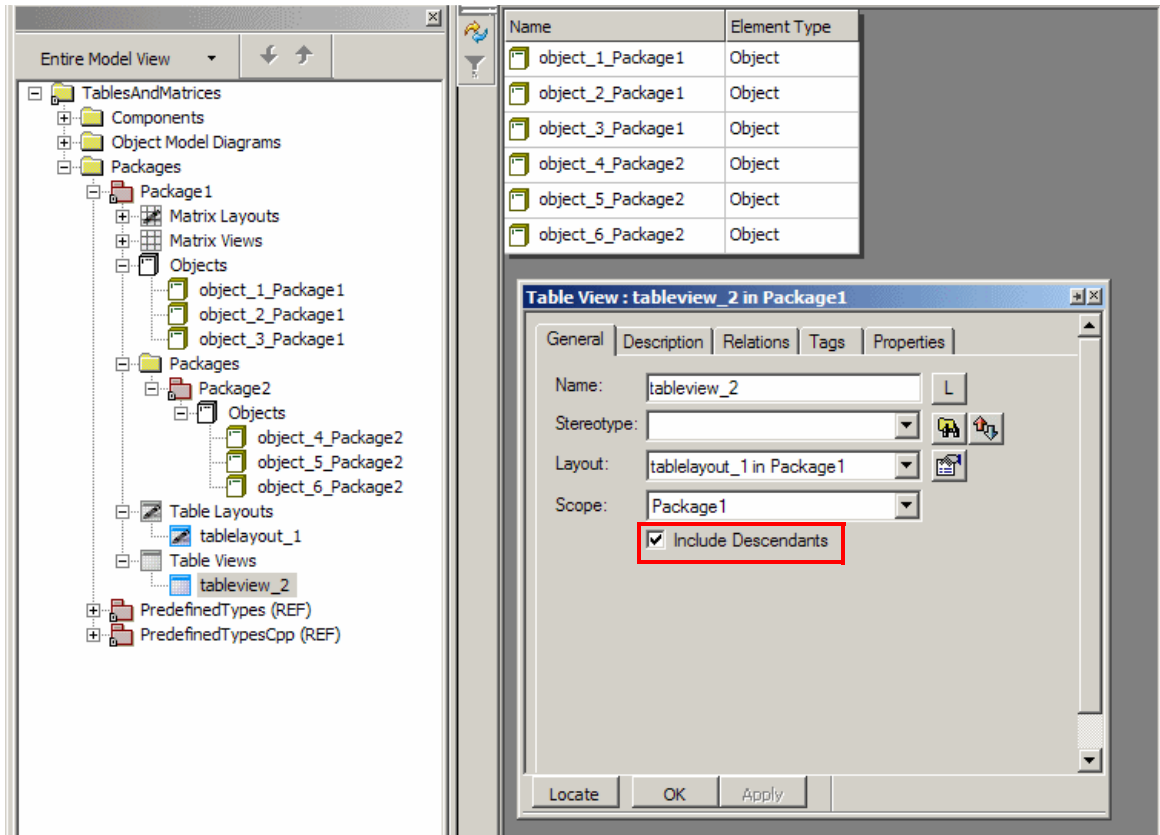 Entire Model View
TablesAndMatrices
Components
Object Model Diagrams
Packages
Package1
Matrix Layouts
Matrix Views
Objects
object_1_Package1
object_2_Package1
object_3_Package1
Packages
Package2
Objects
object_4_Package2
object_5_Package2
object_6_Package2
Table Layouts
tablelayout_1
Table Views
tableview_2
PredefinedTypes (REF)
PredefinedTypesCpp (REF)
Name Element Type
object_1_Package1 Object
object_2_Package1 Object
object_3_Package1 Object
object_4_Package2 Object
object_5_Package2 Object
object_6_Package2 Object
Table View : tableview_2 in Package1
General Description Relations Tags Properties
Name: tableview_2 L
Stereotype:
Layout: tablelayout_1 in Package1
Scope: Package1
Include Descendants
Locate OK Apply